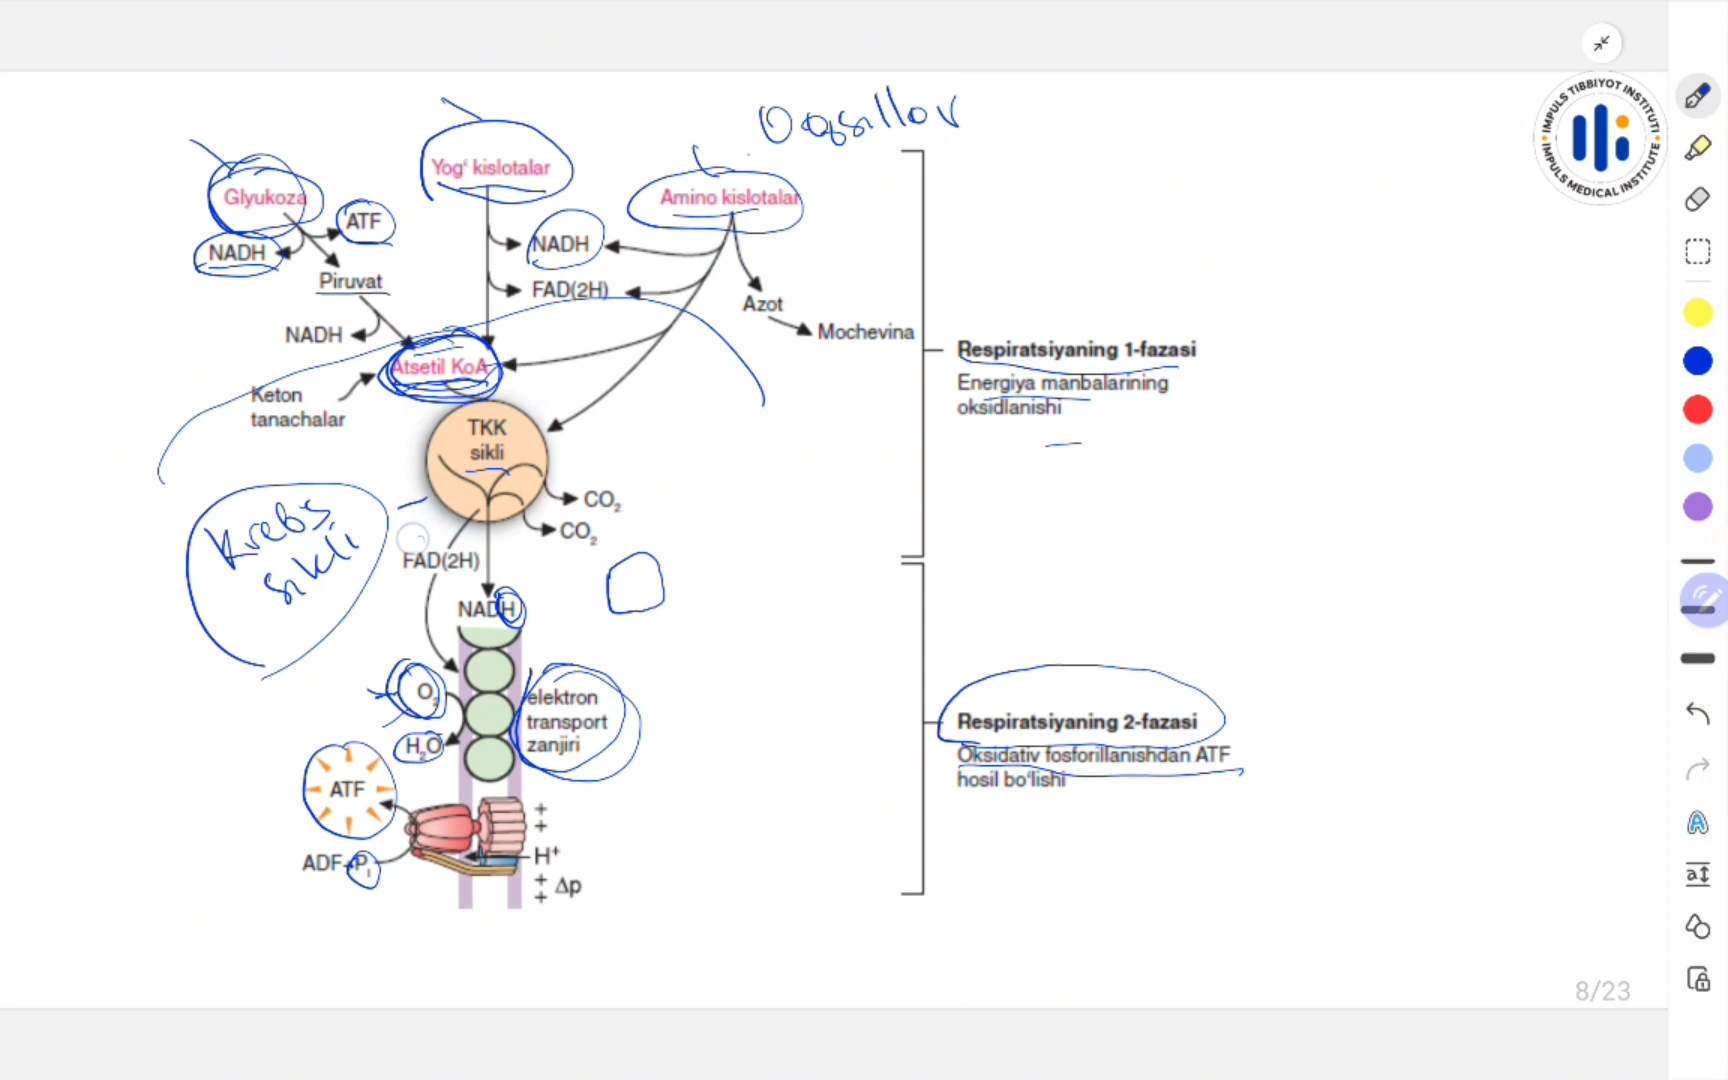 Oqsillar
IMPULS TIBBIYOT INSTITUTI
IMPULS MEDICAL INSTITUTE
Yog‘ kislotalar
Glyukoza
Amino kislotalar
ATF
NADH
NADH
Piruvat
FAD(2H)
Azot
Mochevina
NADH
Atsetil KoA
Respiratsiyaning 1-fazasi
Energiya manbalarining
oksidlanishi
Keton
tanachalar
TKK
sikli
CO₂
CO₂
Krebs
sikli
FAD(2H)
NADH
O₂
elektron
transport
zanjiri
H₂O
Respiratsiyaning 2-fazasi
Oksidativ fosforillanishdan ATF
hosil bo‘lishi
ATF
+
+
ADF+Pᵢ
H⁺
+
+
Δp
8/23